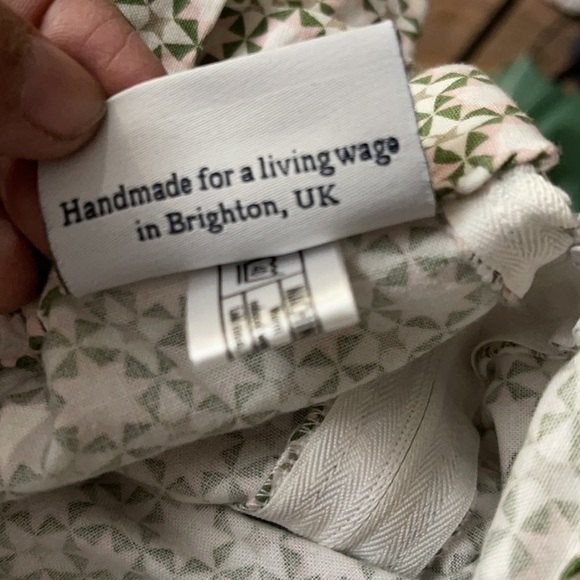 Handmade for a living wage
in Brighton, UK